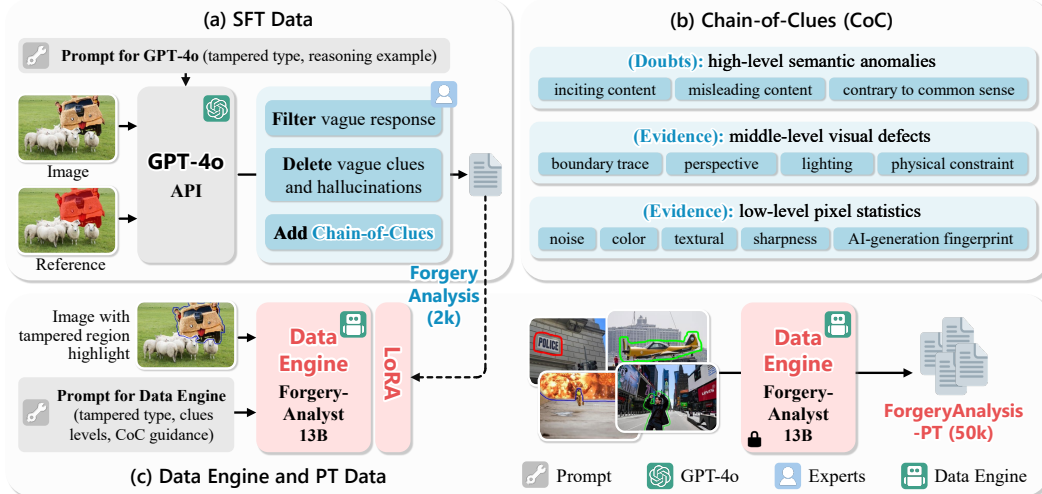 (a) SFT Data
Prompt for GPT-4o (tampered type, reasoning example)
Image
Reference
GPT-4o
API
Filter vague response
Delete vague clues
and hallucinations
Add Chain-of-Clues
Forgery
Analysis
(2k)
(b) Chain-of-Clues (CoC)
(Doubts): high-level semantic anomalies
inciting content
misleading content
contrary to common sense
(Evidence): middle-level visual defects
boundary trace
perspective
lighting
physical constraint
(Evidence): low-level pixel statistics
noise
color
textural
sharpness
AI-generation fingerprint
Image with
tampered region
highlight
Prompt for Data Engine
(tampered type, clues
levels, CoC guidance)
Data
Engine
Forgery-
Analyst
13B
LoRA
(c) Data Engine and PT Data
POLICE
Data
Engine
Forgery-
Analyst
13B
ForgeryAnalysis
-PT (50k)
Prompt
GPT-4o
Experts
Data Engine